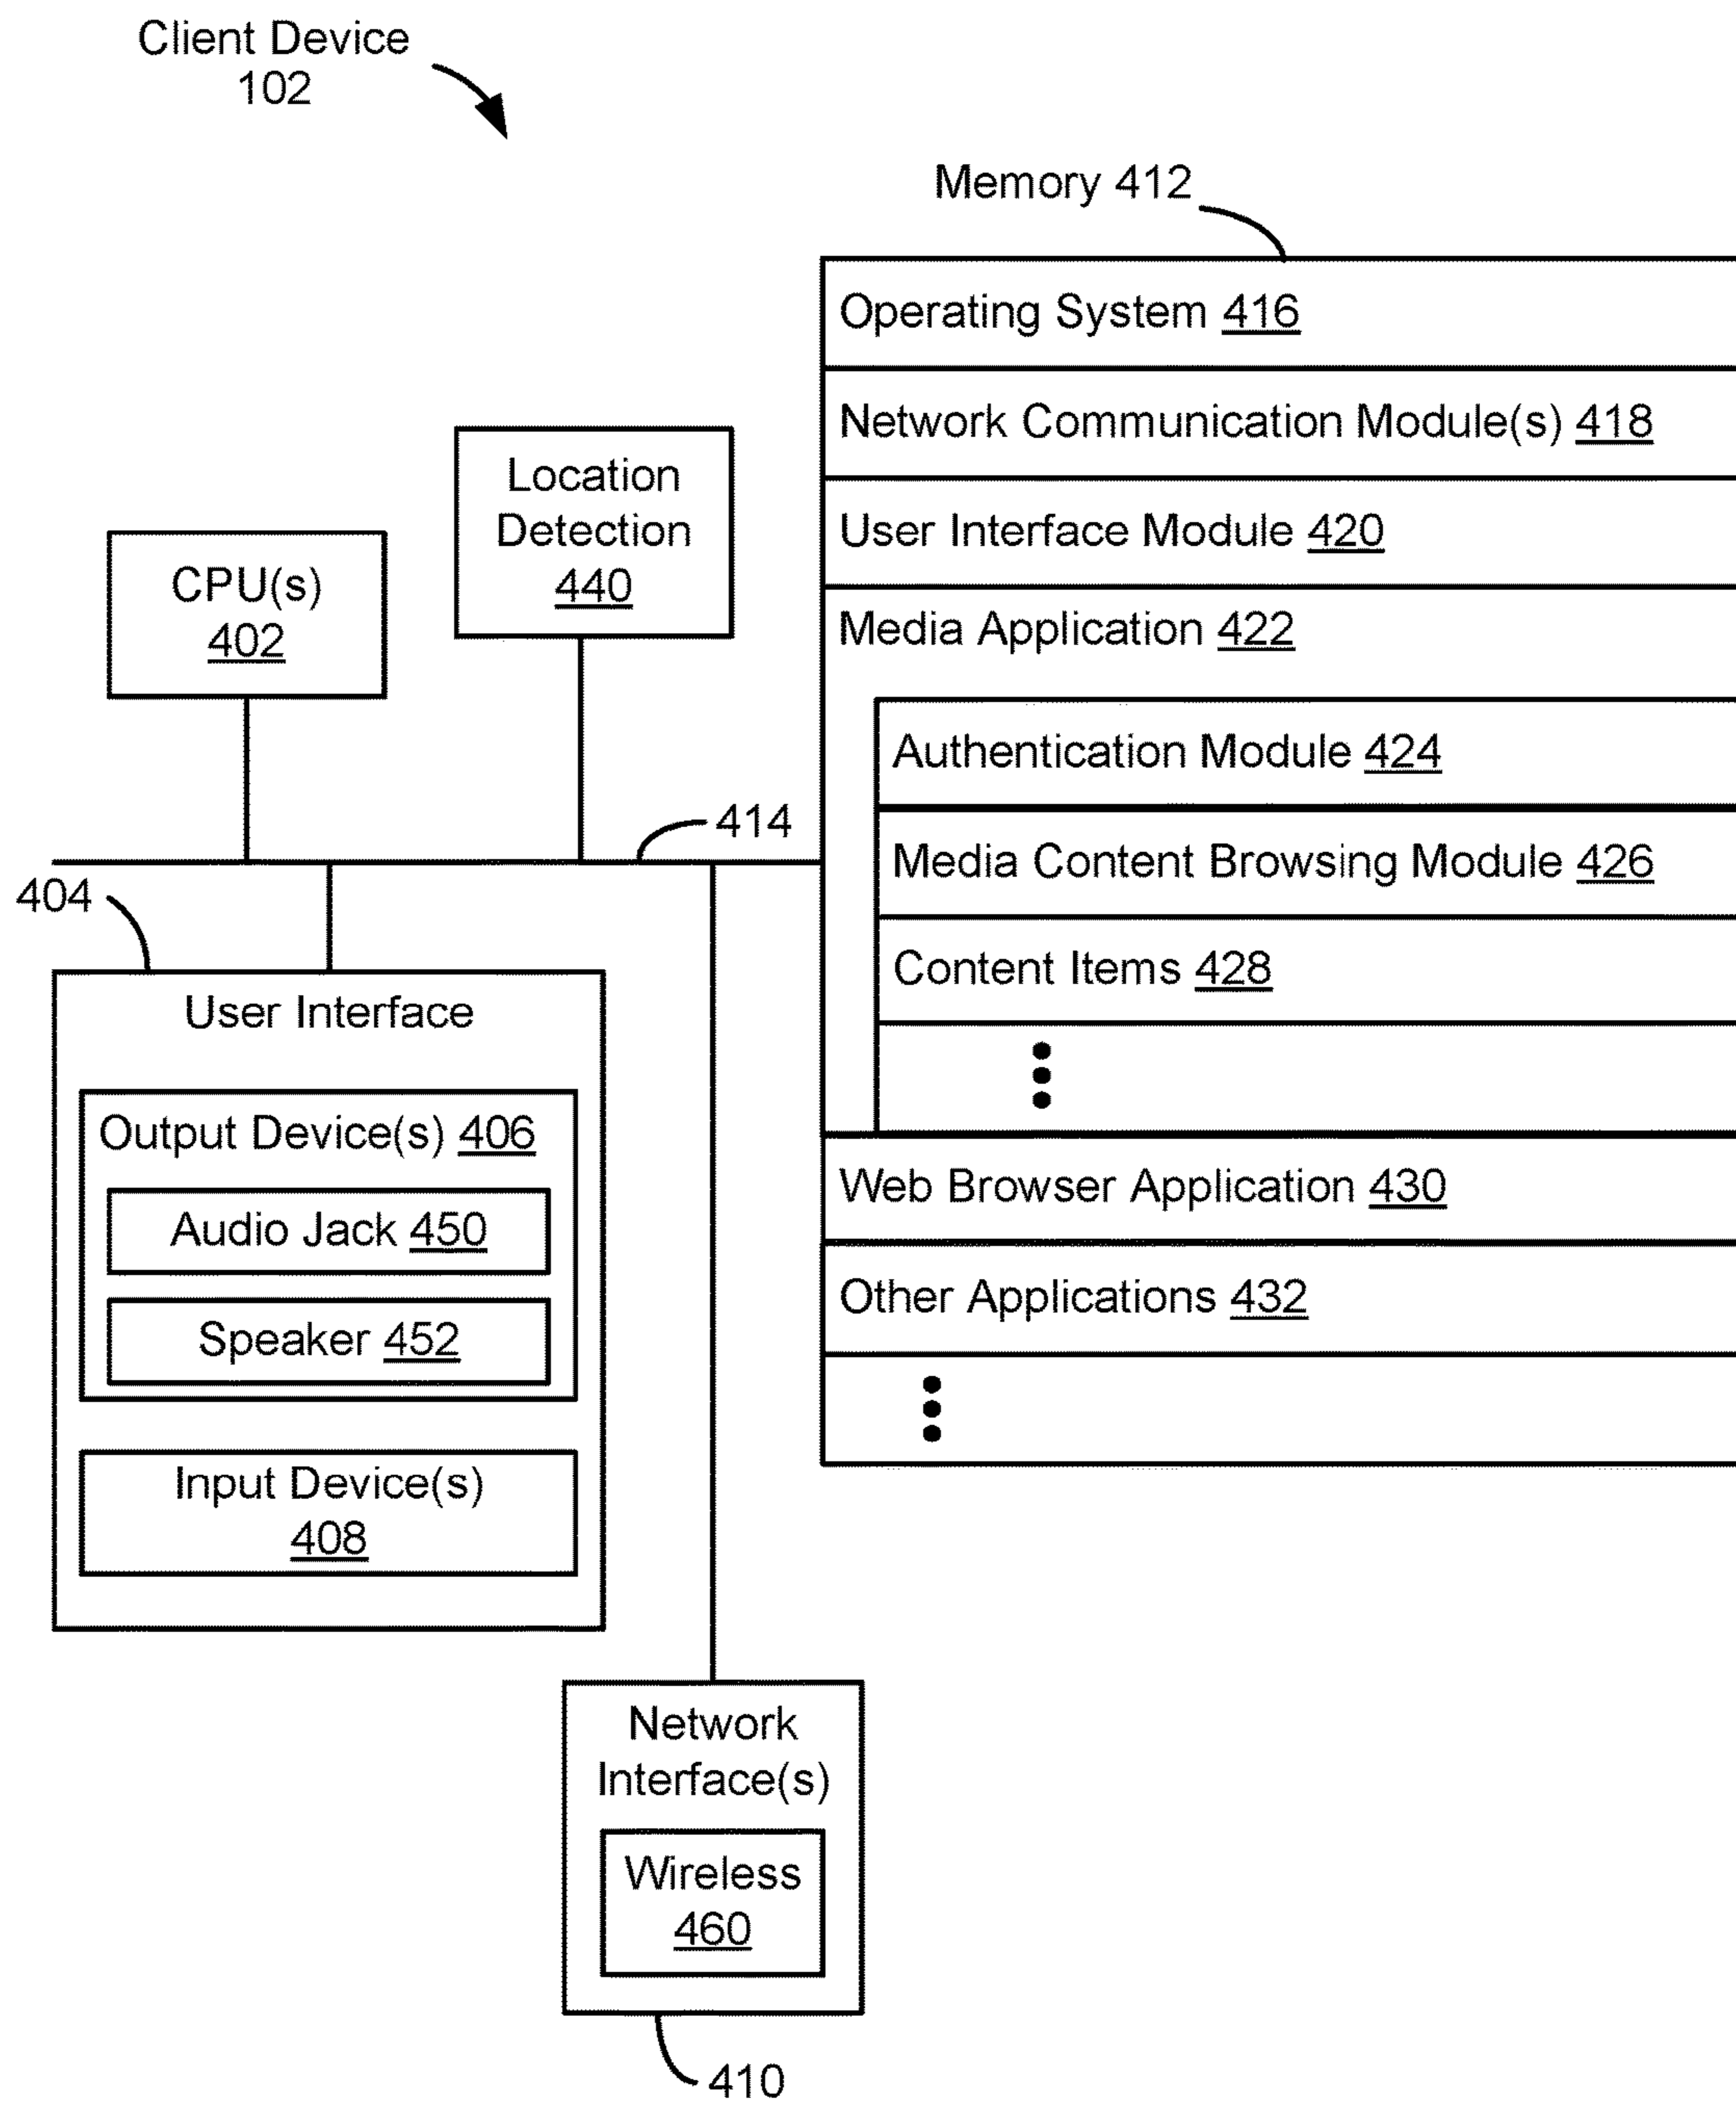 Client Device
102
Memory 412
Operating System 416
Network Communication Module(s) 418
User Interface Module 420
Media Application 422
Authentication Module 424
Media Content Browsing Module 426
Content Items 428
Web Browser Application 430
Other Applications 432
Location
Detection
440
CPU(s)
402
414
404
User Interface
Output Device(s) 406
Audio Jack 450
Speaker 452
Input Device(s)
408
Network
Interface(s)
Wireless
460
410